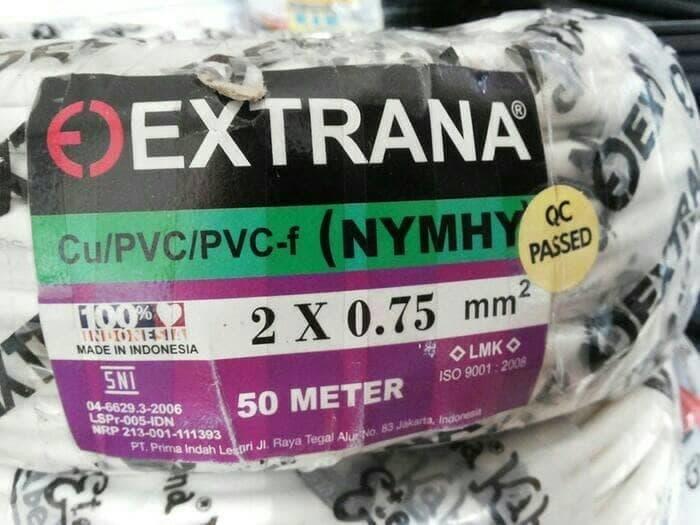 EXTRANA®
Cu/PVC/PVC-f (NYMHY)
QC PASSED
100%
INDONESIA
MADE IN INDONESIA
2 X 0.75 mm²
LMK
ISO 9001 : 2008
SNI
04-6629.3-2006
LSPr-005-IDN
NRP 213-001-111393
50 METER
PT. Prima Indah Lestari Jl. Raya Tegal Alur No. 83 Jakarta, Indonesia
EXTRANA